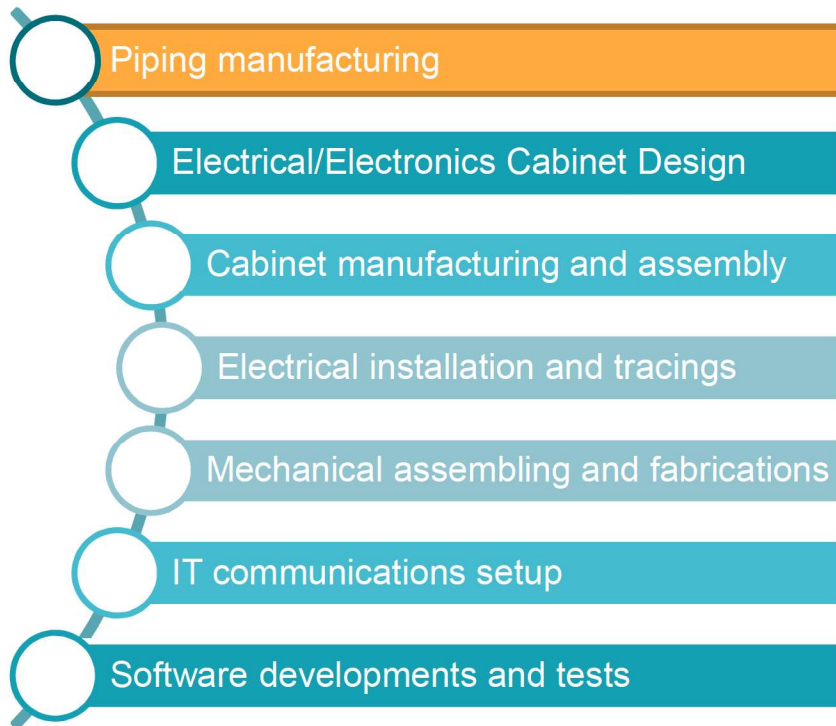 Piping manufacturing
Electrical/Electronics Cabinet Design
Cabinet manufacturing and assembly
Electrical installation and tracings
Mechanical assembling and fabrications
IT communications setup
Software developments and tests